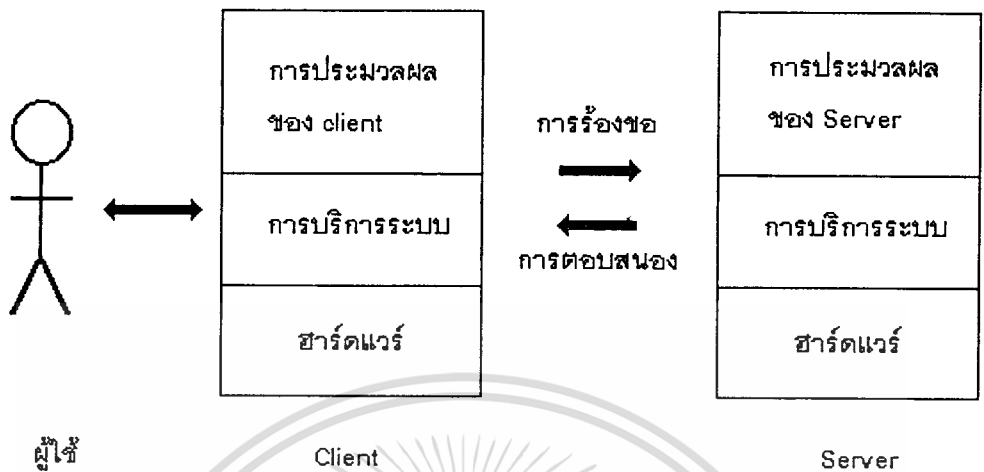 การประมวลผล
ของ client
การบริการระบบ
ฮาร์ดแวร์
การร้องขอ
การตอบสนอง
การประมวลผล
ของ Server
การบริการระบบ
ฮาร์ดแวร์
ผู้ใช้
Client
Server